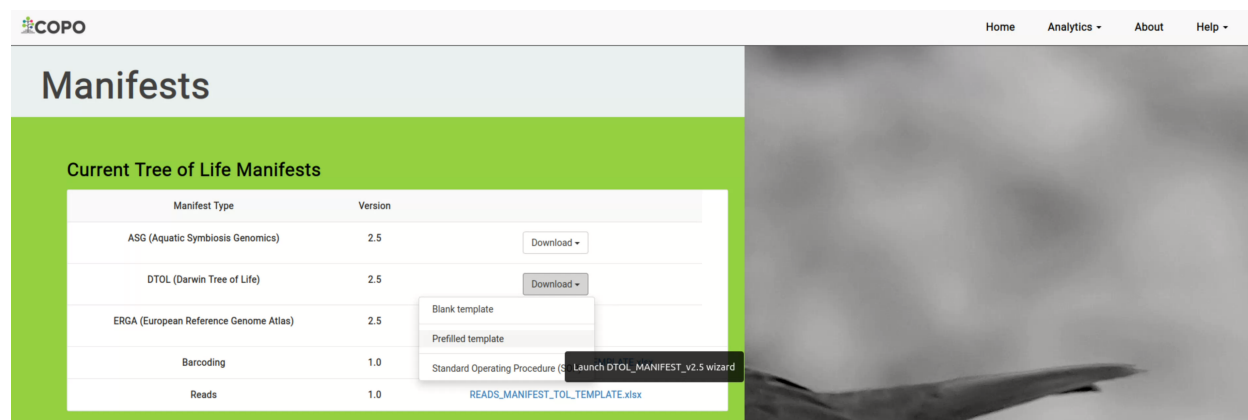 COPO
Home Analytics About Help
Manifests
Current Tree of Life Manifests
Manifest Type Version
ASG (Aquatic Symbiosis Genomics) 2.5 Download
DTOL (Darwin Tree of Life) 2.5 Download
Blank template
ERGA (European Reference Genome Atlas) 2.5
Prefilled template
Barcoding 1.0
Standard Operating Procedure
Launch DTOL_MANIFEST_v2.5 wizard
Reads 1.0 READS_MANIFEST_TOL_TEMPLATE.xlsx